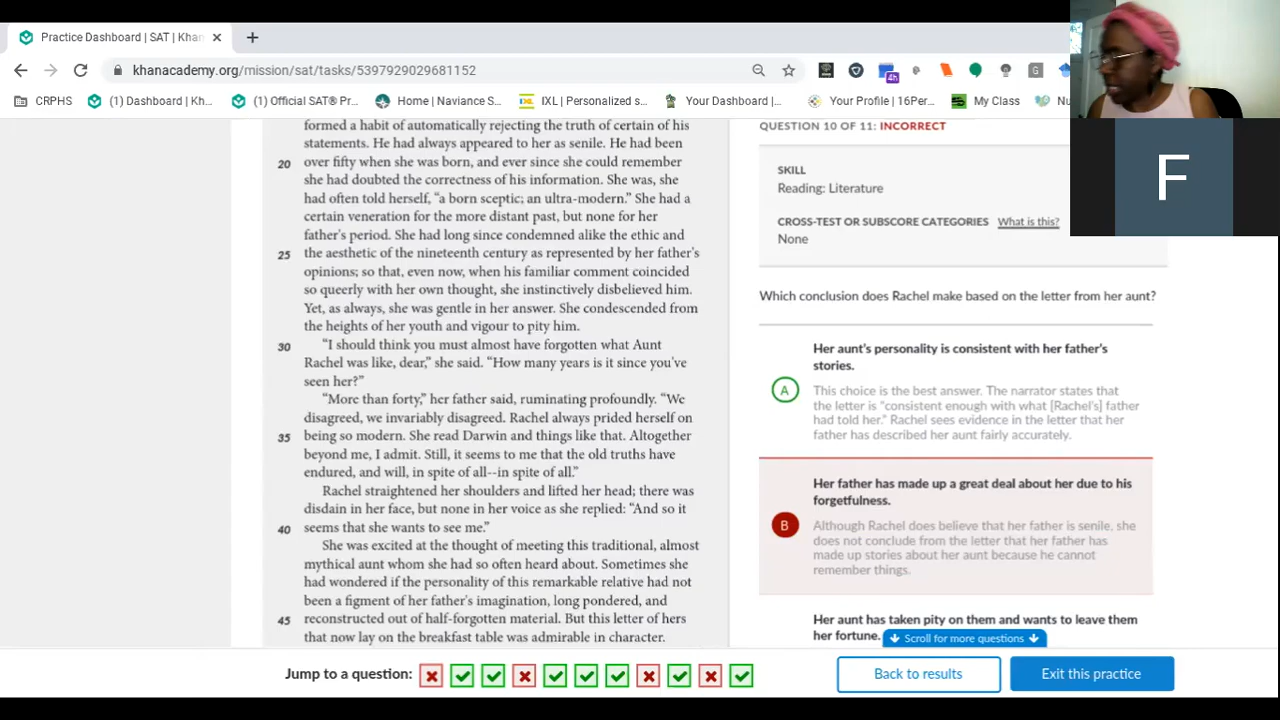 Practice Dashboard | SAT | Khan
khanacademy.org/mission/sat/tasks/5397929029681152
4h
G
CRPHS
(1) Dashboard | Kh...
(1) Official SAT® Pr...
Home | Naviance S...
IXL | Personalized s...
Your Dashboard |...
Your Profile | 16Per...
My Class
Nu
formed a habit of automatically rejecting the truth of certain of his
statements. He had always appeared to her as senile. He had been
20 over fifty when she was born, and ever since she could remember
she had doubted the correctness of his information. She was, she
had often told herself, “a born sceptic; an ultra-modern.” She had a
certain veneration for the more distant past, but none for her
father's period. She had long since condemned alike the ethic and
25 the aesthetic of the nineteenth century as represented by her father's
opinions; so that, even now, when his familiar comment coincided
so queerly with her own thought, she instinctively disbelieved him.
Yet, as always, she was gentle in her answer. She condescended from
the heights of her youth and vigour to pity him.
30 “I should think you must almost have forgotten what Aunt
Rachel was like, dear,” she said. “How many years is it since you've
seen her?”
“More than forty,” her father said, ruminating profoundly. “We
disagreed, we invariably disagreed. Rachel always prided herself on
35 being so modern. She read Darwin and things like that. Altogether
beyond me, I admit. Still, it seems to me that the old truths have
endured, and will, in spite of all--in spite of all.”
Rachel straightened her shoulders and lifted her head; there was
disdain in her face, but none in her voice as she replied: “And so it
40 seems that she wants to see me.”
She was excited at the thought of meeting this traditional, almost
mythical aunt whom she had so often heard about. Sometimes she
had wondered if the personality of this remarkable relative had not
been a figment of her father's imagination, long pondered, and
45 reconstructed out of half-forgotten material. But this letter of hers
that now lay on the breakfast table was admirable in character.
QUESTION 10 OF 11: INCORRECT
SKILL
Reading: Literature
CROSS-TEST OR SUBSCORE CATEGORIES What is this?
None
Which conclusion does Rachel make based on the letter from her aunt?
Her aunt's personality is consistent with her father's
stories.
A
This choice is the best answer. The narrator states that
the letter is "consistent enough with what [Rachel's] father
had told her." Rachel sees evidence in the letter that her
father has described her aunt fairly accurately.
Her father has made up a great deal about her due to his
forgetfulness.
B
Although Rachel does believe that her father is senile, she
does not conclude from the letter that her father has
made up stories about her aunt because he cannot
remember things.
Her aunt has taken pity on them and wants to leave them
her fortune.
Scroll for more questions
Jump to a question:
Back to results
Exit this practice
F